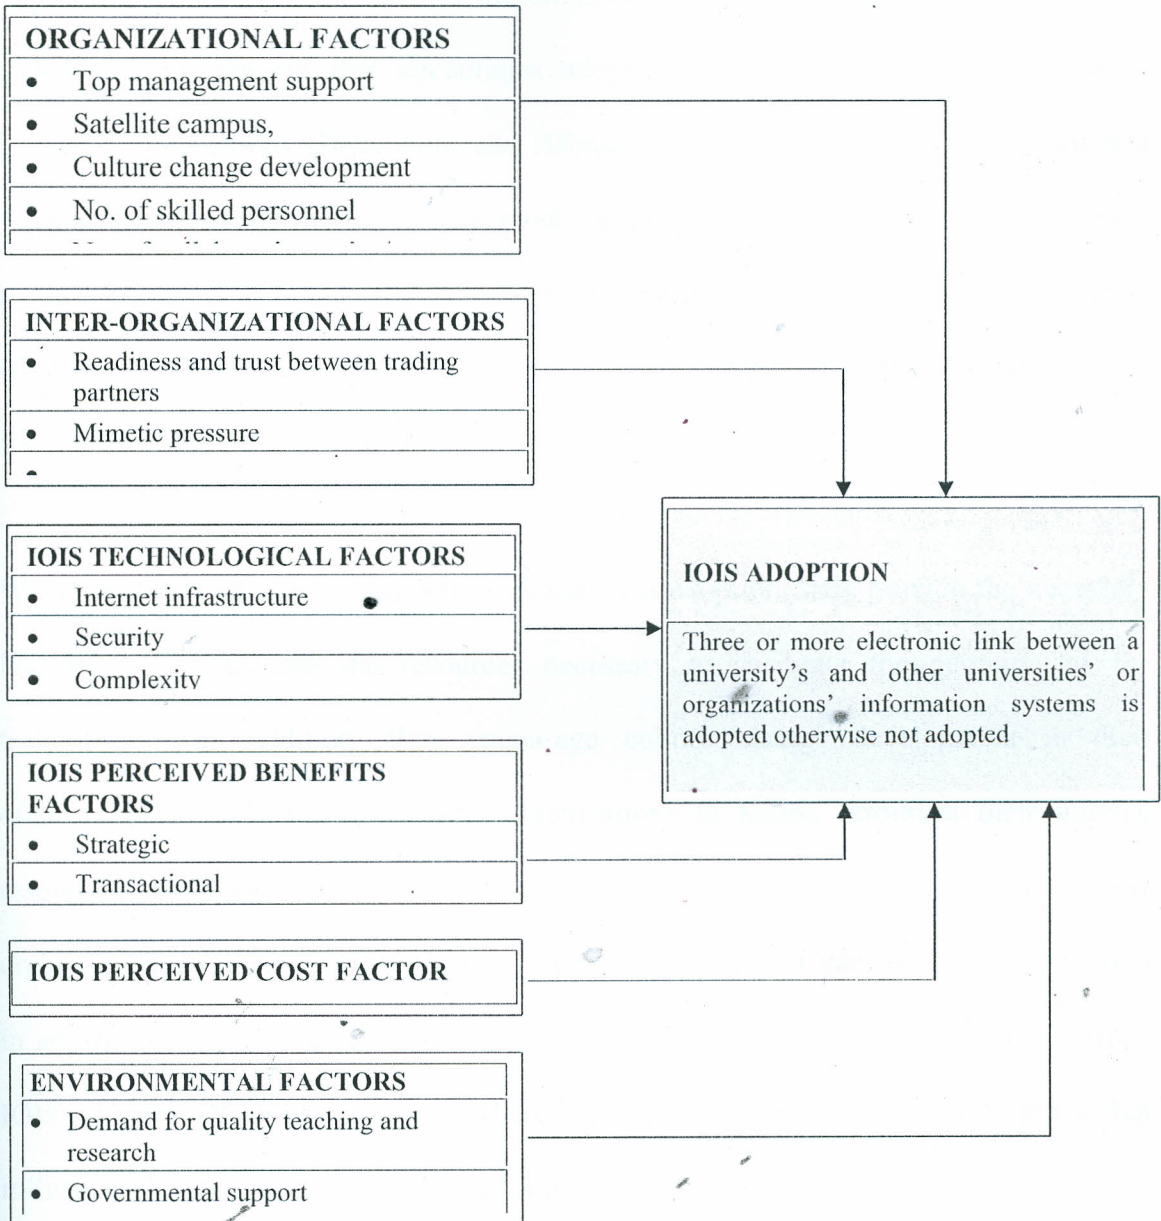 ORGANIZATIONAL FACTORS
• Top management support
• Satellite campus,
• Culture change development
• No. of skilled personnel
INTER-ORGANIZATIONAL FACTORS
• Readiness and trust between trading
partners
• Mimetic pressure
•
IOIS TECHNOLOGICAL FACTORS
• Internet infrastructure
• Security
• Complexity
IOIS ADOPTION
Three or more electronic link between a
university's and other universities' or
organizations' information systems is
adopted otherwise not adopted
IOIS PERCEIVED BENEFITS
FACTORS
• Strategic
• Transactional
IOIS PERCEIVED COST FACTOR
ENVIRONMENTAL FACTORS
• Demand for quality teaching and
research
• Governmental support